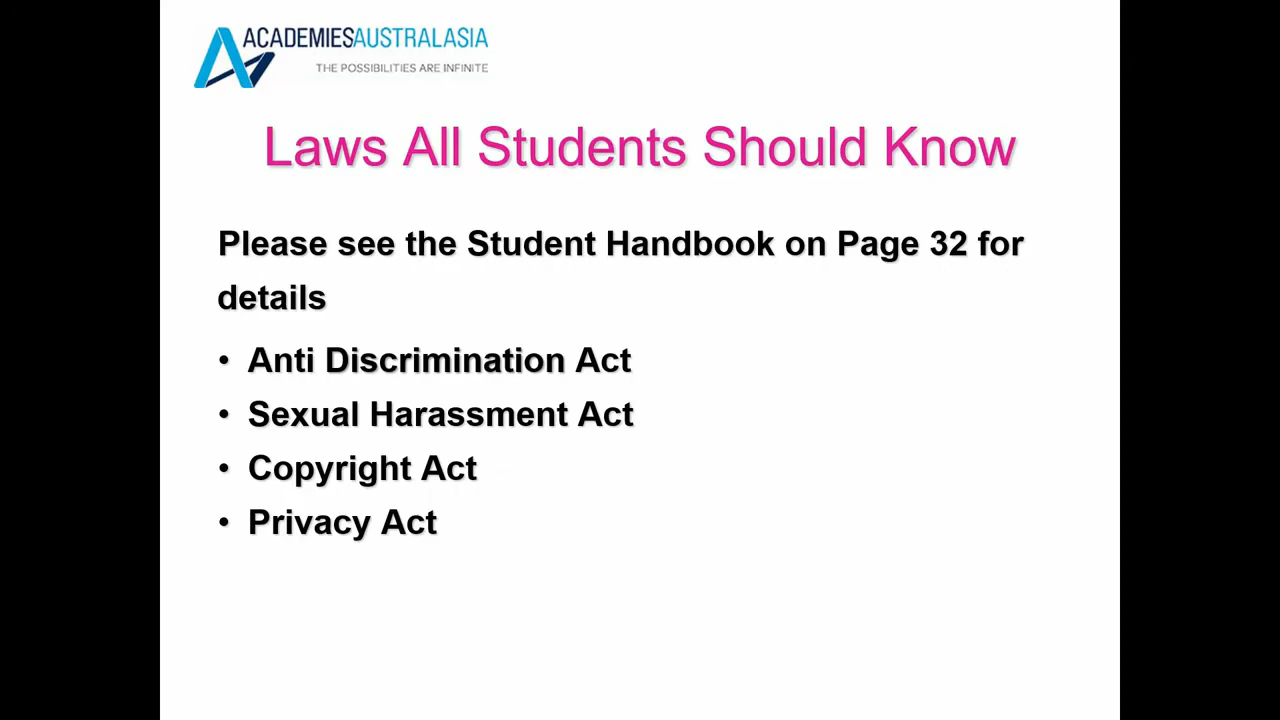 ACADEMIESAUSTRALASIA
THE POSSIBILITIES ARE INFINITE
Laws All Students Should Know
Please see the Student Handbook on Page 32 for
details
• Anti Discrimination Act
• Sexual Harassment Act
• Copyright Act
• Privacy Act